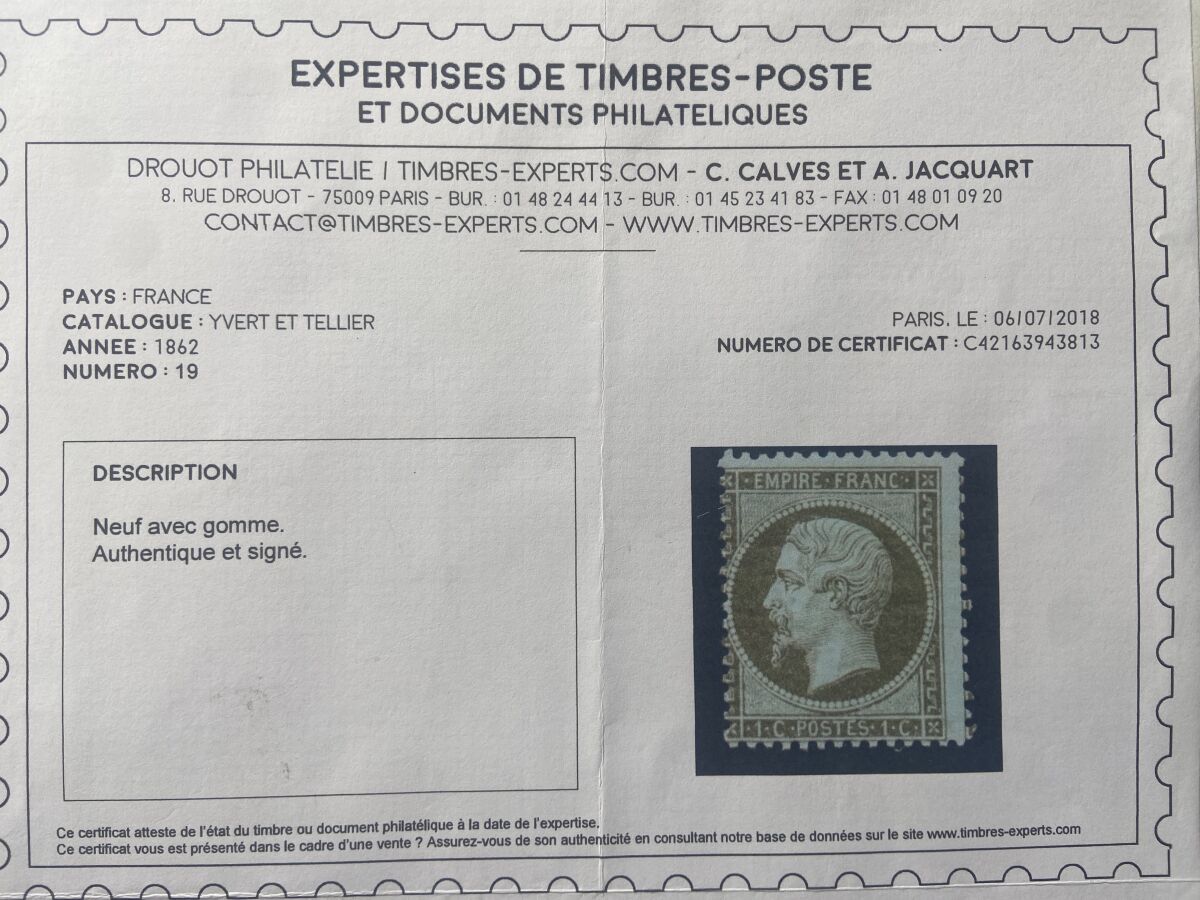 EXPERTISES DE TIMBRES-POSTE
ET DOCUMENTS PHILATELIQUES
DROUOT PHILATELIE / TIMBRES-EXPERTS.COM - C. CALVES ET A. JACQUART
8. RUE DROUOT - 75009 PARIS - BUR. : 01 48 24 44 13 - BUR. : 01 45 23 41 83 - FAX : 01 48 01 09 20
CONTACT@TIMBRES-EXPERTS.COM - WWW.TIMBRES-EXPERTS.COM
PAYS : FRANCE
CATALOGUE : YVERT ET TELLIER
ANNEE : 1862
NUMERO : 19
PARIS. LE : 06/07/2018
NUMERO DE CERTIFICAT : C42163943813
DESCRIPTION
Neuf avec gomme.
Authentique et signé.
EMPIRE · FRANC ·
· 1 · C · POSTES · 1 · C ·
Ce certificat atteste de l'état du timbre ou document philatélique à la date de l'expertise.
Ce certificat vous est présenté dans le cadre d'une vente ? Assurez-vous de son authenticité en consultant notre base de données sur le site www.timbres-experts.com